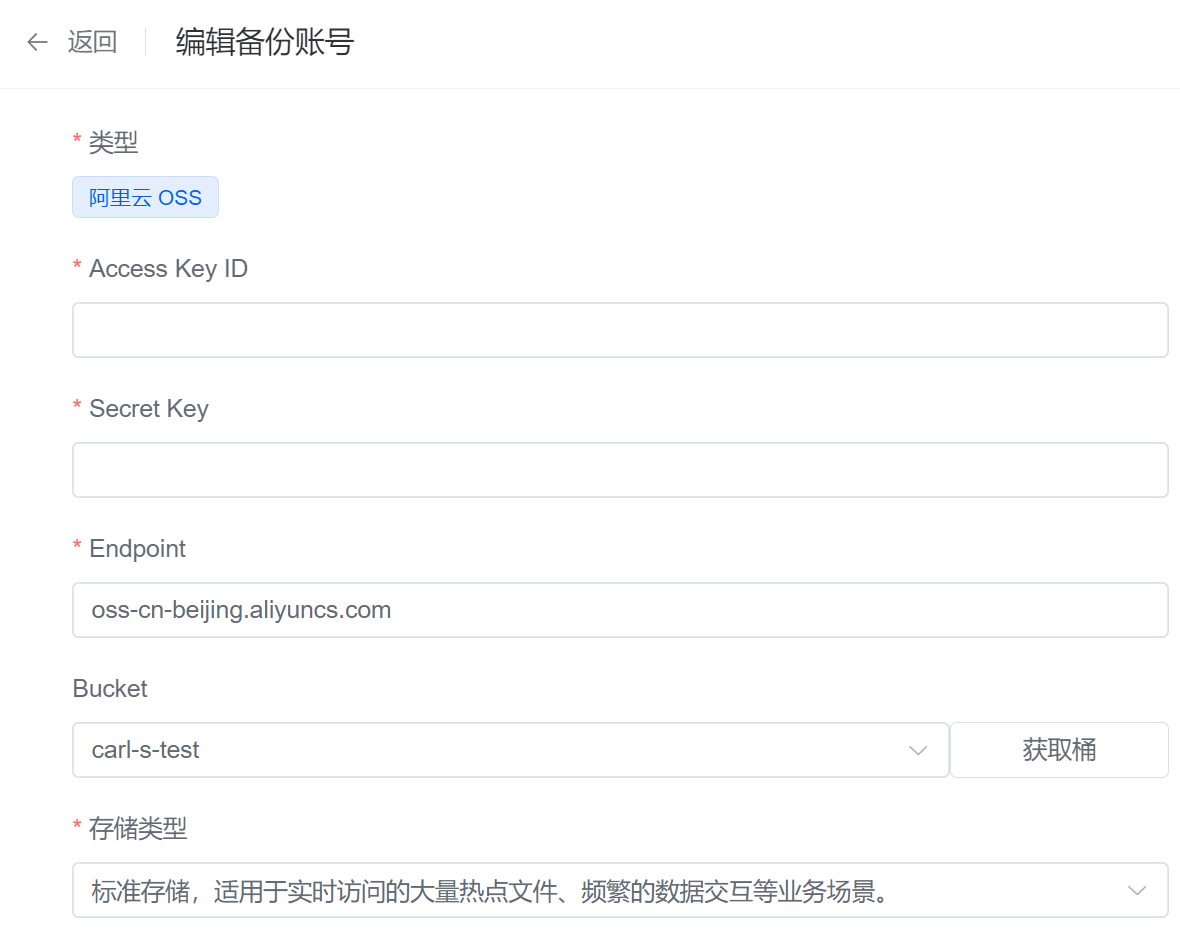 返回 编辑备份账号
* 类型
阿里云 OSS
* Access Key ID
* Secret Key
* Endpoint
oss-cn-beijing.aliyuncs.com
Bucket
carl-s-test 获取桶
* 存储类型
标准存储，适用于实时访问的大量热点文件、频繁的数据交互等业务场景。